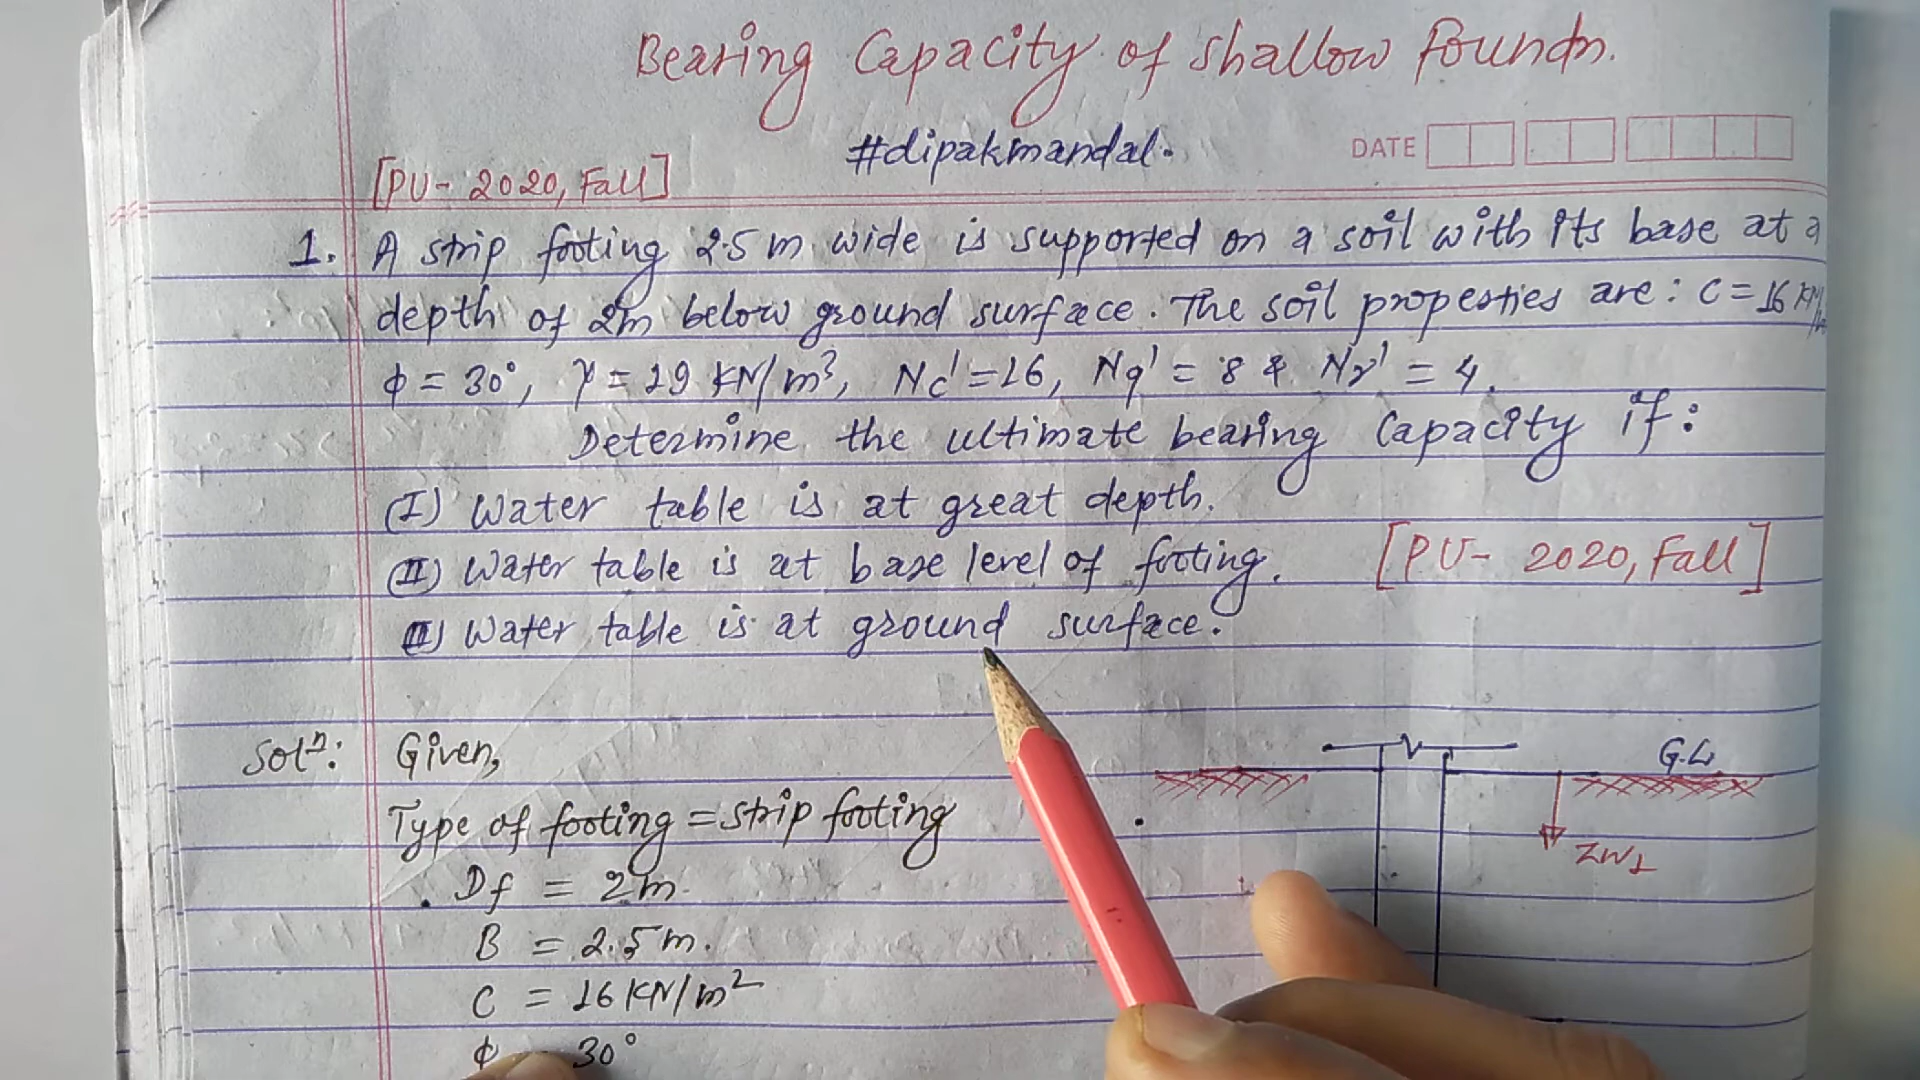 Bearing Capacity of Shallow Foundn.
#dipakmandal.
DATE
[PU- 2020, Fall]
1. A strip footing 2.5 m wide is supported on a soil with its base at a
depth of 2m below ground surface. The soil properties are: C = 16 KN/m
ϕ = 30°, γ = 19 KN/m³, Nc' = 16, Nq' = 8 & Nγ' = 4.
Determine the ultimate bearing Capacity if:
(I) Water table is at great depth.
(II) Water table is at base level of footing. [PU- 2020, Fall]
(III) Water table is at ground surface.
Solⁿ: Given, G.L
Type of footing = Strip footing
ZW1
Df = 2m.
B = 2.5 m.
C = 16 KN/m²
ϕ 30°